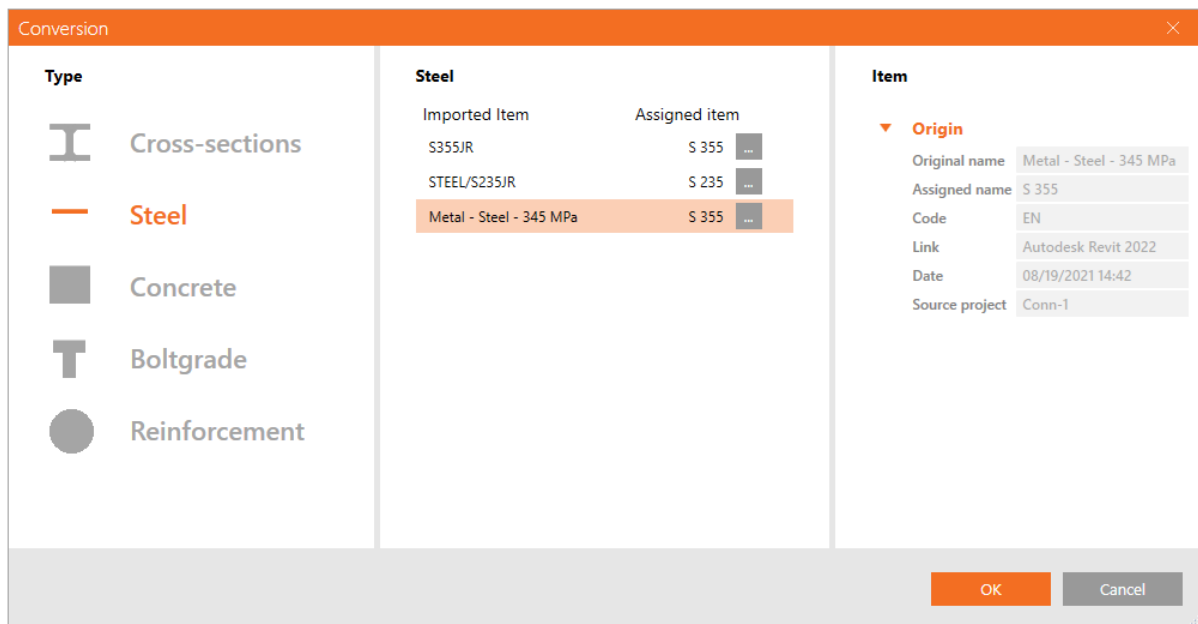 Conversion
Type
Cross-sections
Steel
Concrete
Boltgrade
Reinforcement
Steel
Imported Item Assigned item
S355JR S 355 ...
STEEL/S235JR S 235 ...
Metal - Steel - 345 MPa S 355 ...
Item
Origin
Original name Metal - Steel - 345 MPa
Assigned name S 355
Code EN
Link Autodesk Revit 2022
Date 08/19/2021 14:42
Source project Conn-1
OK Cancel